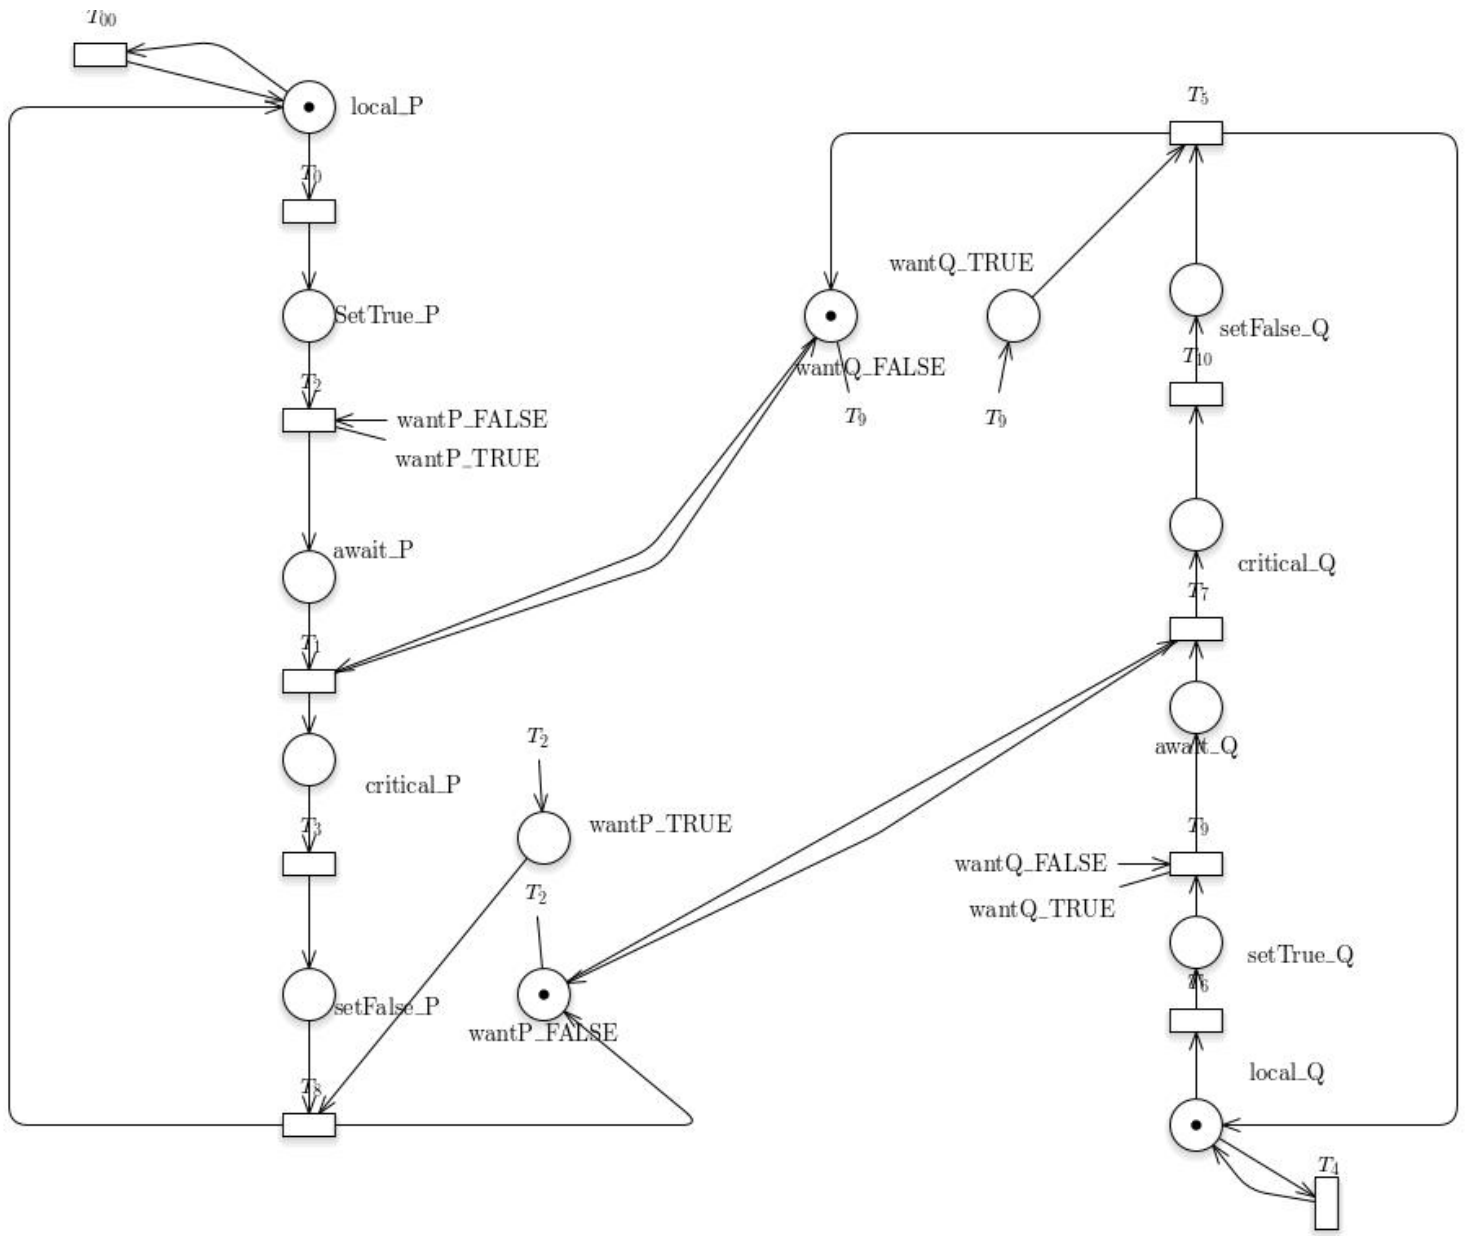 T00
local_P
T5
T0
wantQ_TRUE
SetTrue_P
setFalse_Q
T10
wantQ_FALSE
T2
T9
T9
wantP_FALSE
wantP_TRUE
await_P
critical_Q
T7
T1
T2
await_Q
critical_P
wantP_TRUE
T3
T9
wantQ_FALSE
T2
wantQ_TRUE
setTrue_Q
T6
setFalse_P
wantP_FALSE
local_Q
T8
T4